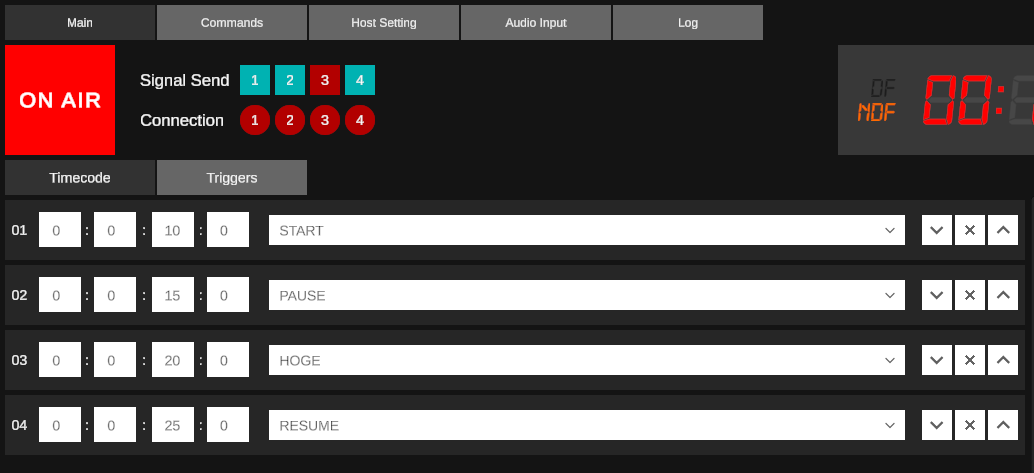 Main Commands Host Setting Audio Input Log
ON AIR
Signal Send 1 2 3 4
Connection 1 2 3 4
DF
NDF
00:
Timecode Triggers
01 0 : 0 : 10 : 0 START
02 0 : 0 : 15 : 0 PAUSE
03 0 : 0 : 20 : 0 HOGE
04 0 : 0 : 25 : 0 RESUME